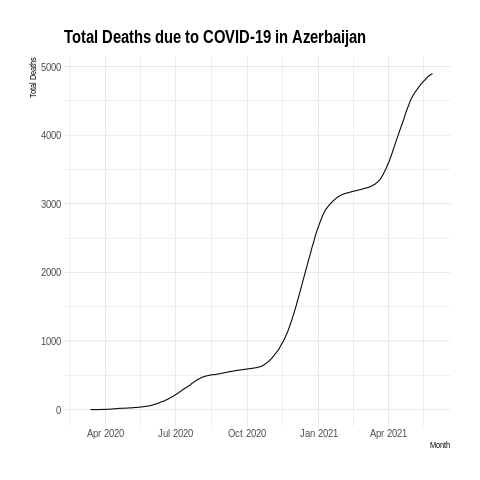 Total Deaths due to COVID-19 in Azerbaijan
Total Deaths
5000
4000
3000
2000
1000
0
Apr 2020 Jul 2020 Oct 2020 Jan 2021 Apr 2021
Month